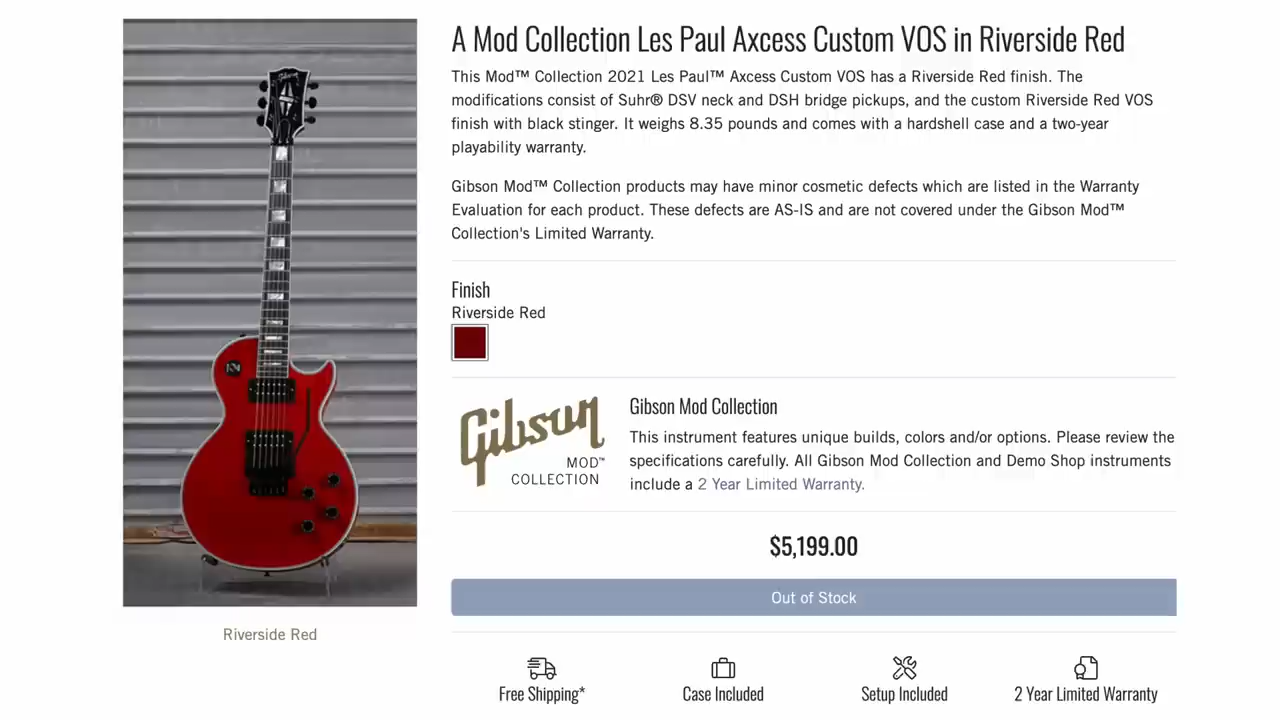 A Mod Collection Les Paul Axcess Custom VOS in Riverside Red
This Mod™ Collection 2021 Les Paul™ Axcess Custom VOS has a Riverside Red finish. The
modifications consist of Suhr® DSV neck and DSH bridge pickups, and the custom Riverside Red VOS
finish with black stinger. It weighs 8.35 pounds and comes with a hardshell case and a two-year
playability warranty.
Gibson Mod™ Collection products may have minor cosmetic defects which are listed in the Warranty
Evaluation for each product. These defects are AS-IS and are not covered under the Gibson Mod™
Collection's Limited Warranty.
Finish
Riverside Red
Gibson
MOD™
COLLECTION
Gibson Mod Collection
This instrument features unique builds, colors and/or options. Please review the
specifications carefully. All Gibson Mod Collection and Demo Shop instruments
include a 2 Year Limited Warranty.
$5,199.00
Out of Stock
Gibson
Riverside Red
Free Shipping*
Case Included
Setup Included
2 Year Limited Warranty